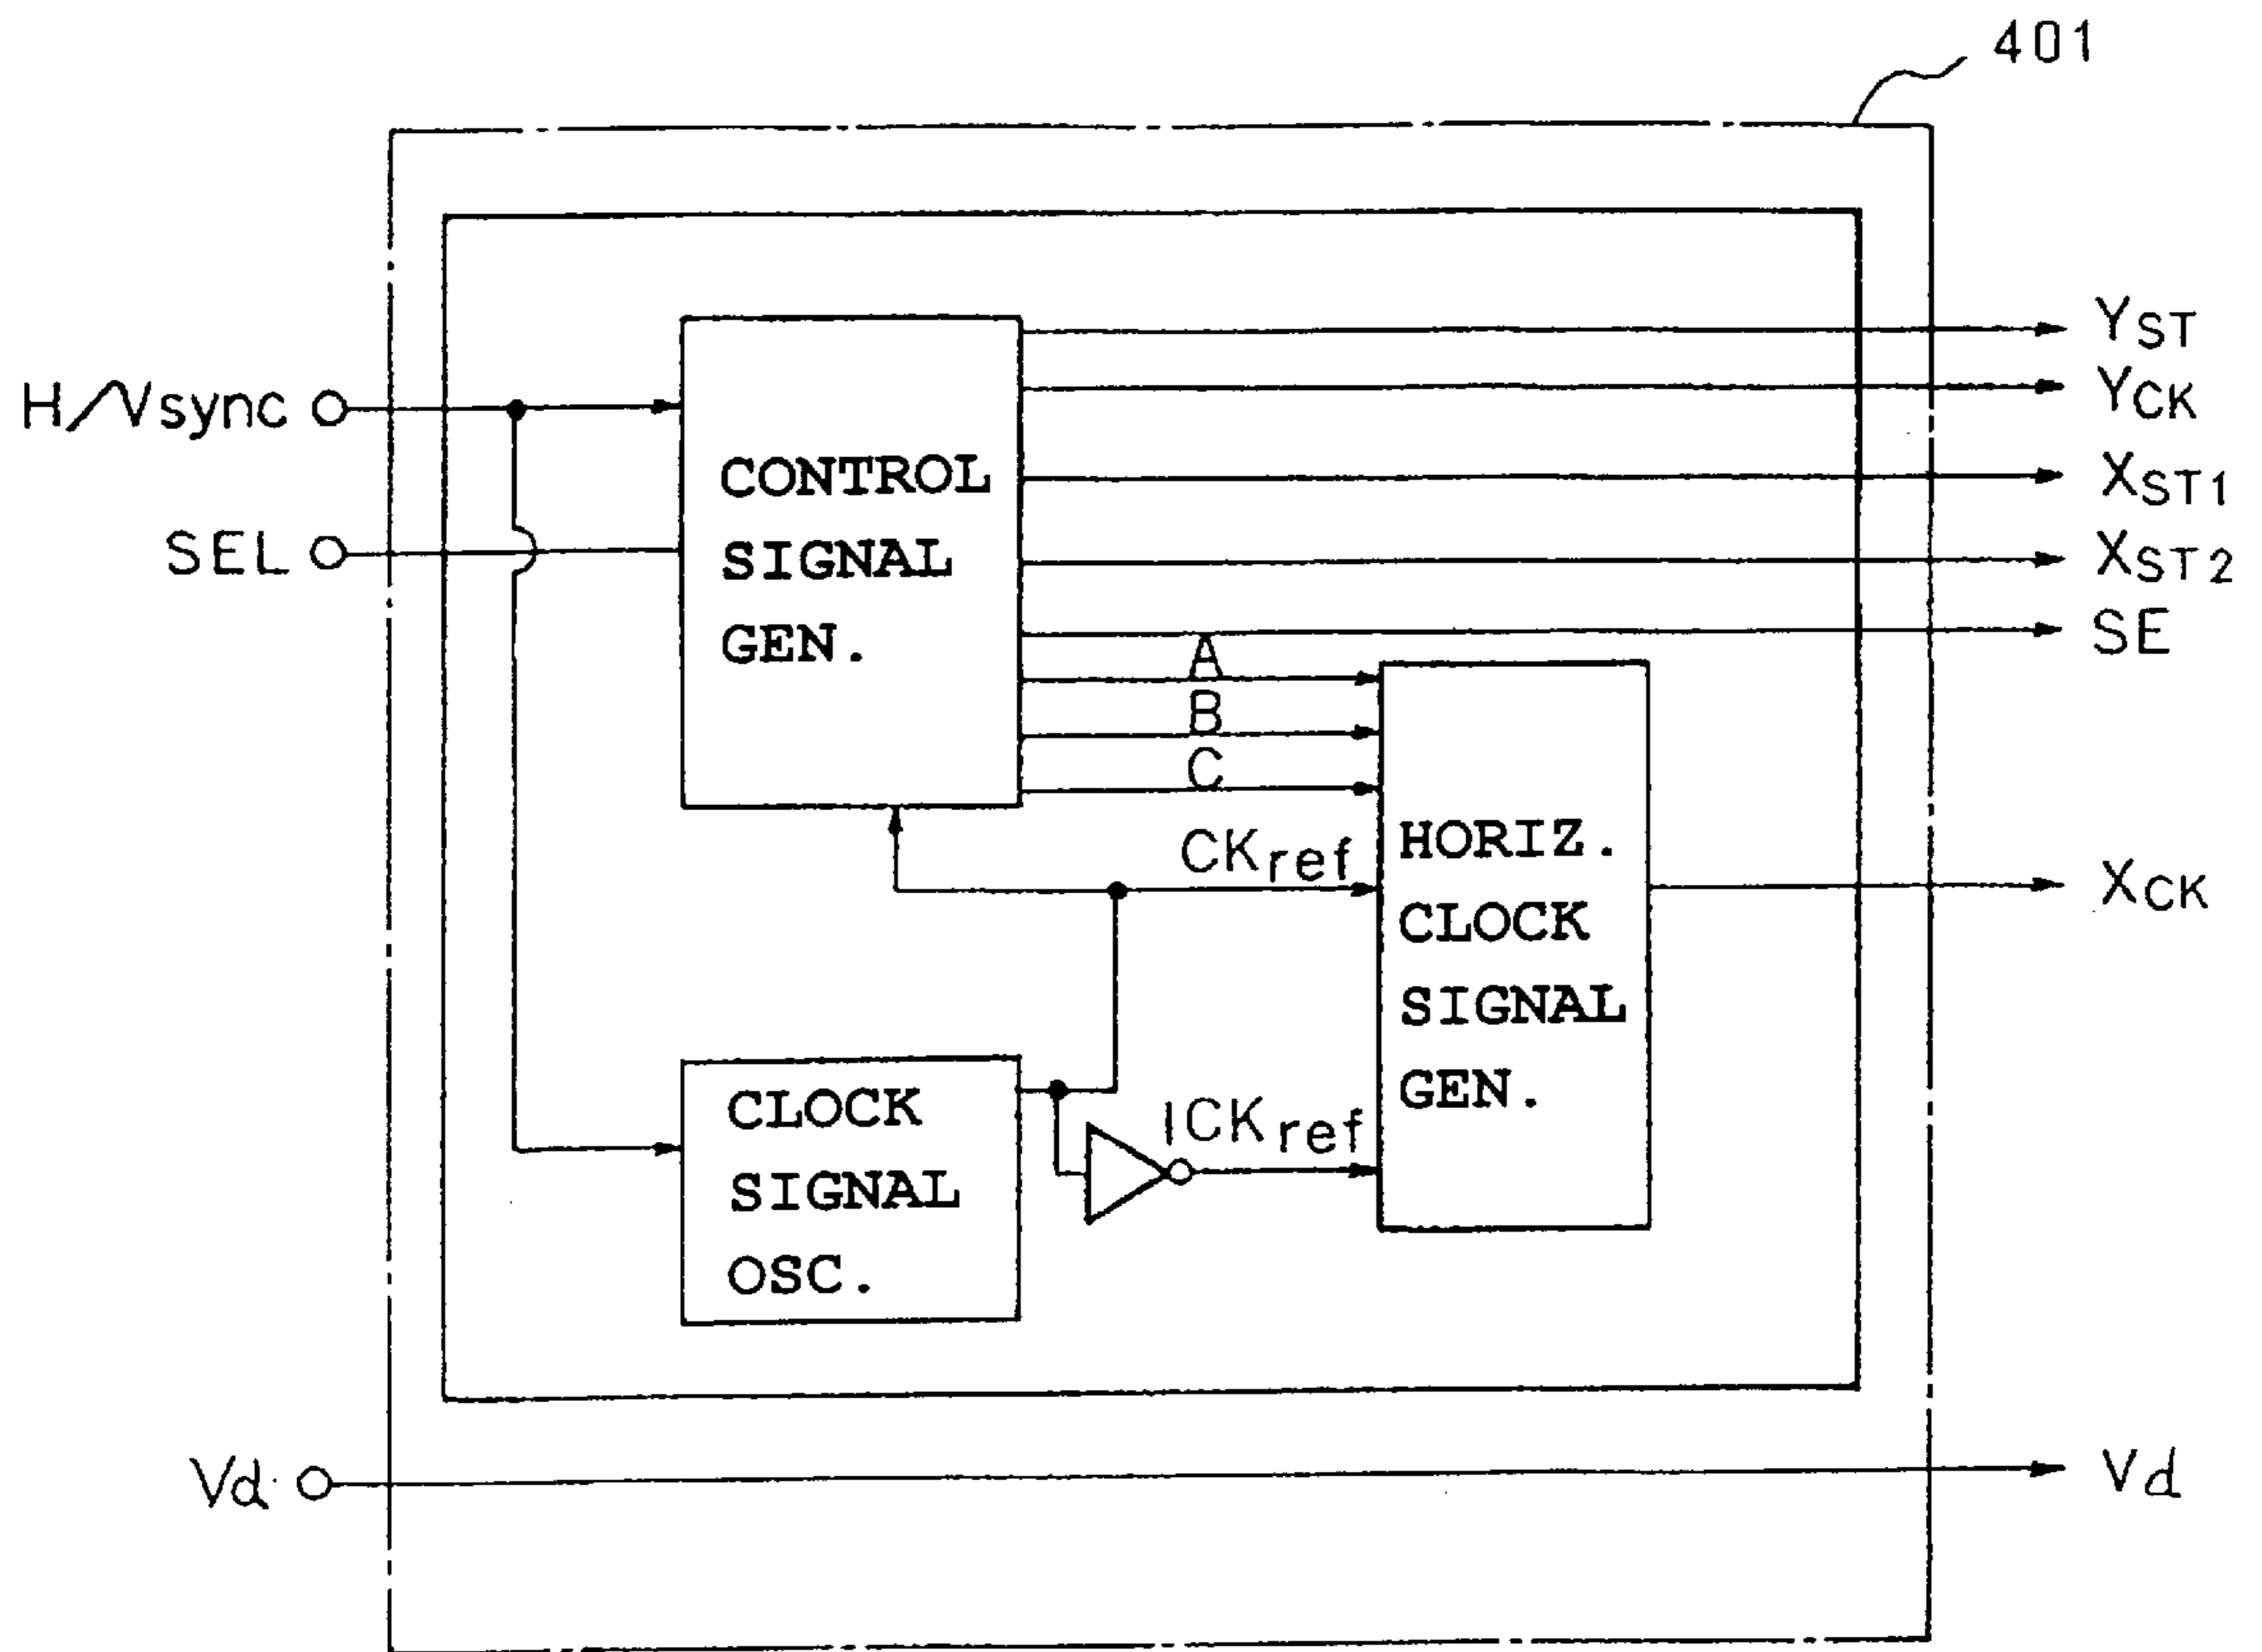 401
H/Vsync
SEL
CONTROL
SIGNAL
GEN.
YST
YCK
XST1
XST2
SE
A
B
C
CKref
HORIZ.
CLOCK
SIGNAL
GEN.
XCK
CLOCK
SIGNAL
OSC.
ICKref
Vd
Vd